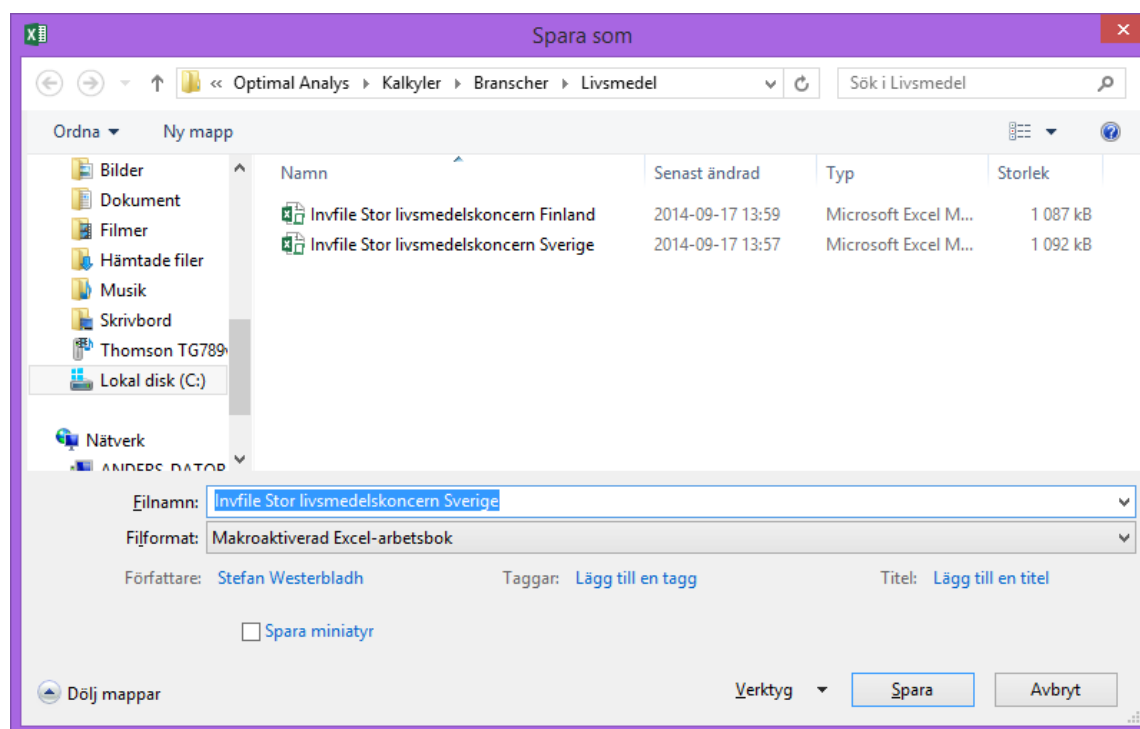 Spara som
« Optimal Analys Kalkyler Branscher Livsmedel Sök i Livsmedel
Ordna Ny mapp
Bilder
Dokument
Filmer
Hämtade filer
Musik
Skrivbord
Thomson TG789
Lokal disk (C:)
Nätverk
ANDERS-DATOR
Namn Senast ändrad Typ Storlek
Invfile Stor livsmedelskoncern Finland 2014-09-17 13:59 Microsoft Excel M... 1 087 kB
Invfile Stor livsmedelskoncern Sverige 2014-09-17 13:57 Microsoft Excel M... 1 092 kB
Filnamn: Invfile Stor livsmedelskoncern Sverige
Filformat: Makroaktiverad Excel-arbetsbok
Författare: Stefan Westerbladh Taggar: Lägg till en tagg Titel: Lägg till en titel
Spara miniatyr
Dölj mappar Verktyg Spara Avbryt